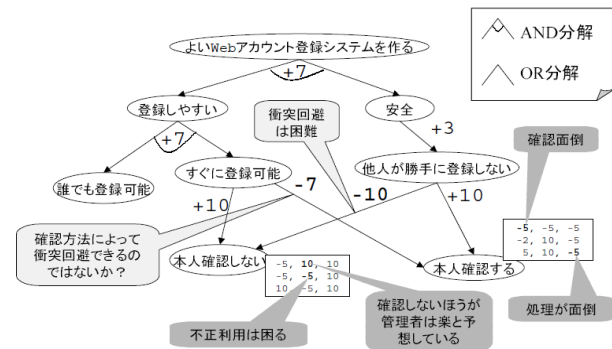 よいWebアカウント登録システムを作る
+7
AND分解
OR分解
登録しやすい
衝突回避
は困難
安全
確認面倒
+7
+3
誰でも登録可能
すぐに登録可能
他人が勝手に登録しない
-7
-10
+10
+10
確認方法によって
衝突回避できるの
ではないか？
本人確認しない
-5, 10, 10
-5, -5, 10
10, -5, 10
本人確認する
-5, -5, -5
-2, 10, -5
5, 10, -5
不正利用は困る
確認しないほうが
管理者は楽と予
想している
処理が面倒